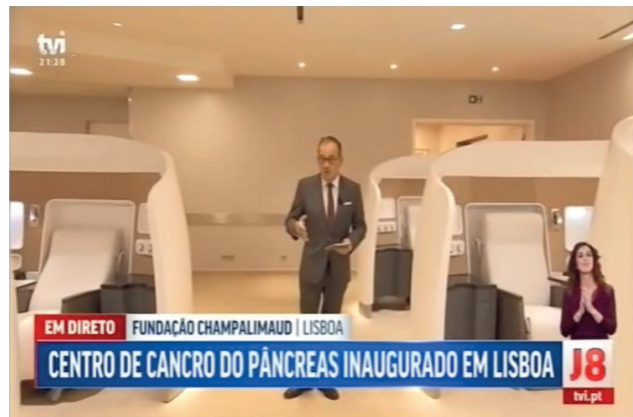 tvi
21:28
EM DIRETO
FUNDAÇÃO CHAMPALIMAUD | LISBOA
CENTRO DE CANCRO DO PÂNCREAS INAUGURADO EM LISBOA
J8
tvi.pt